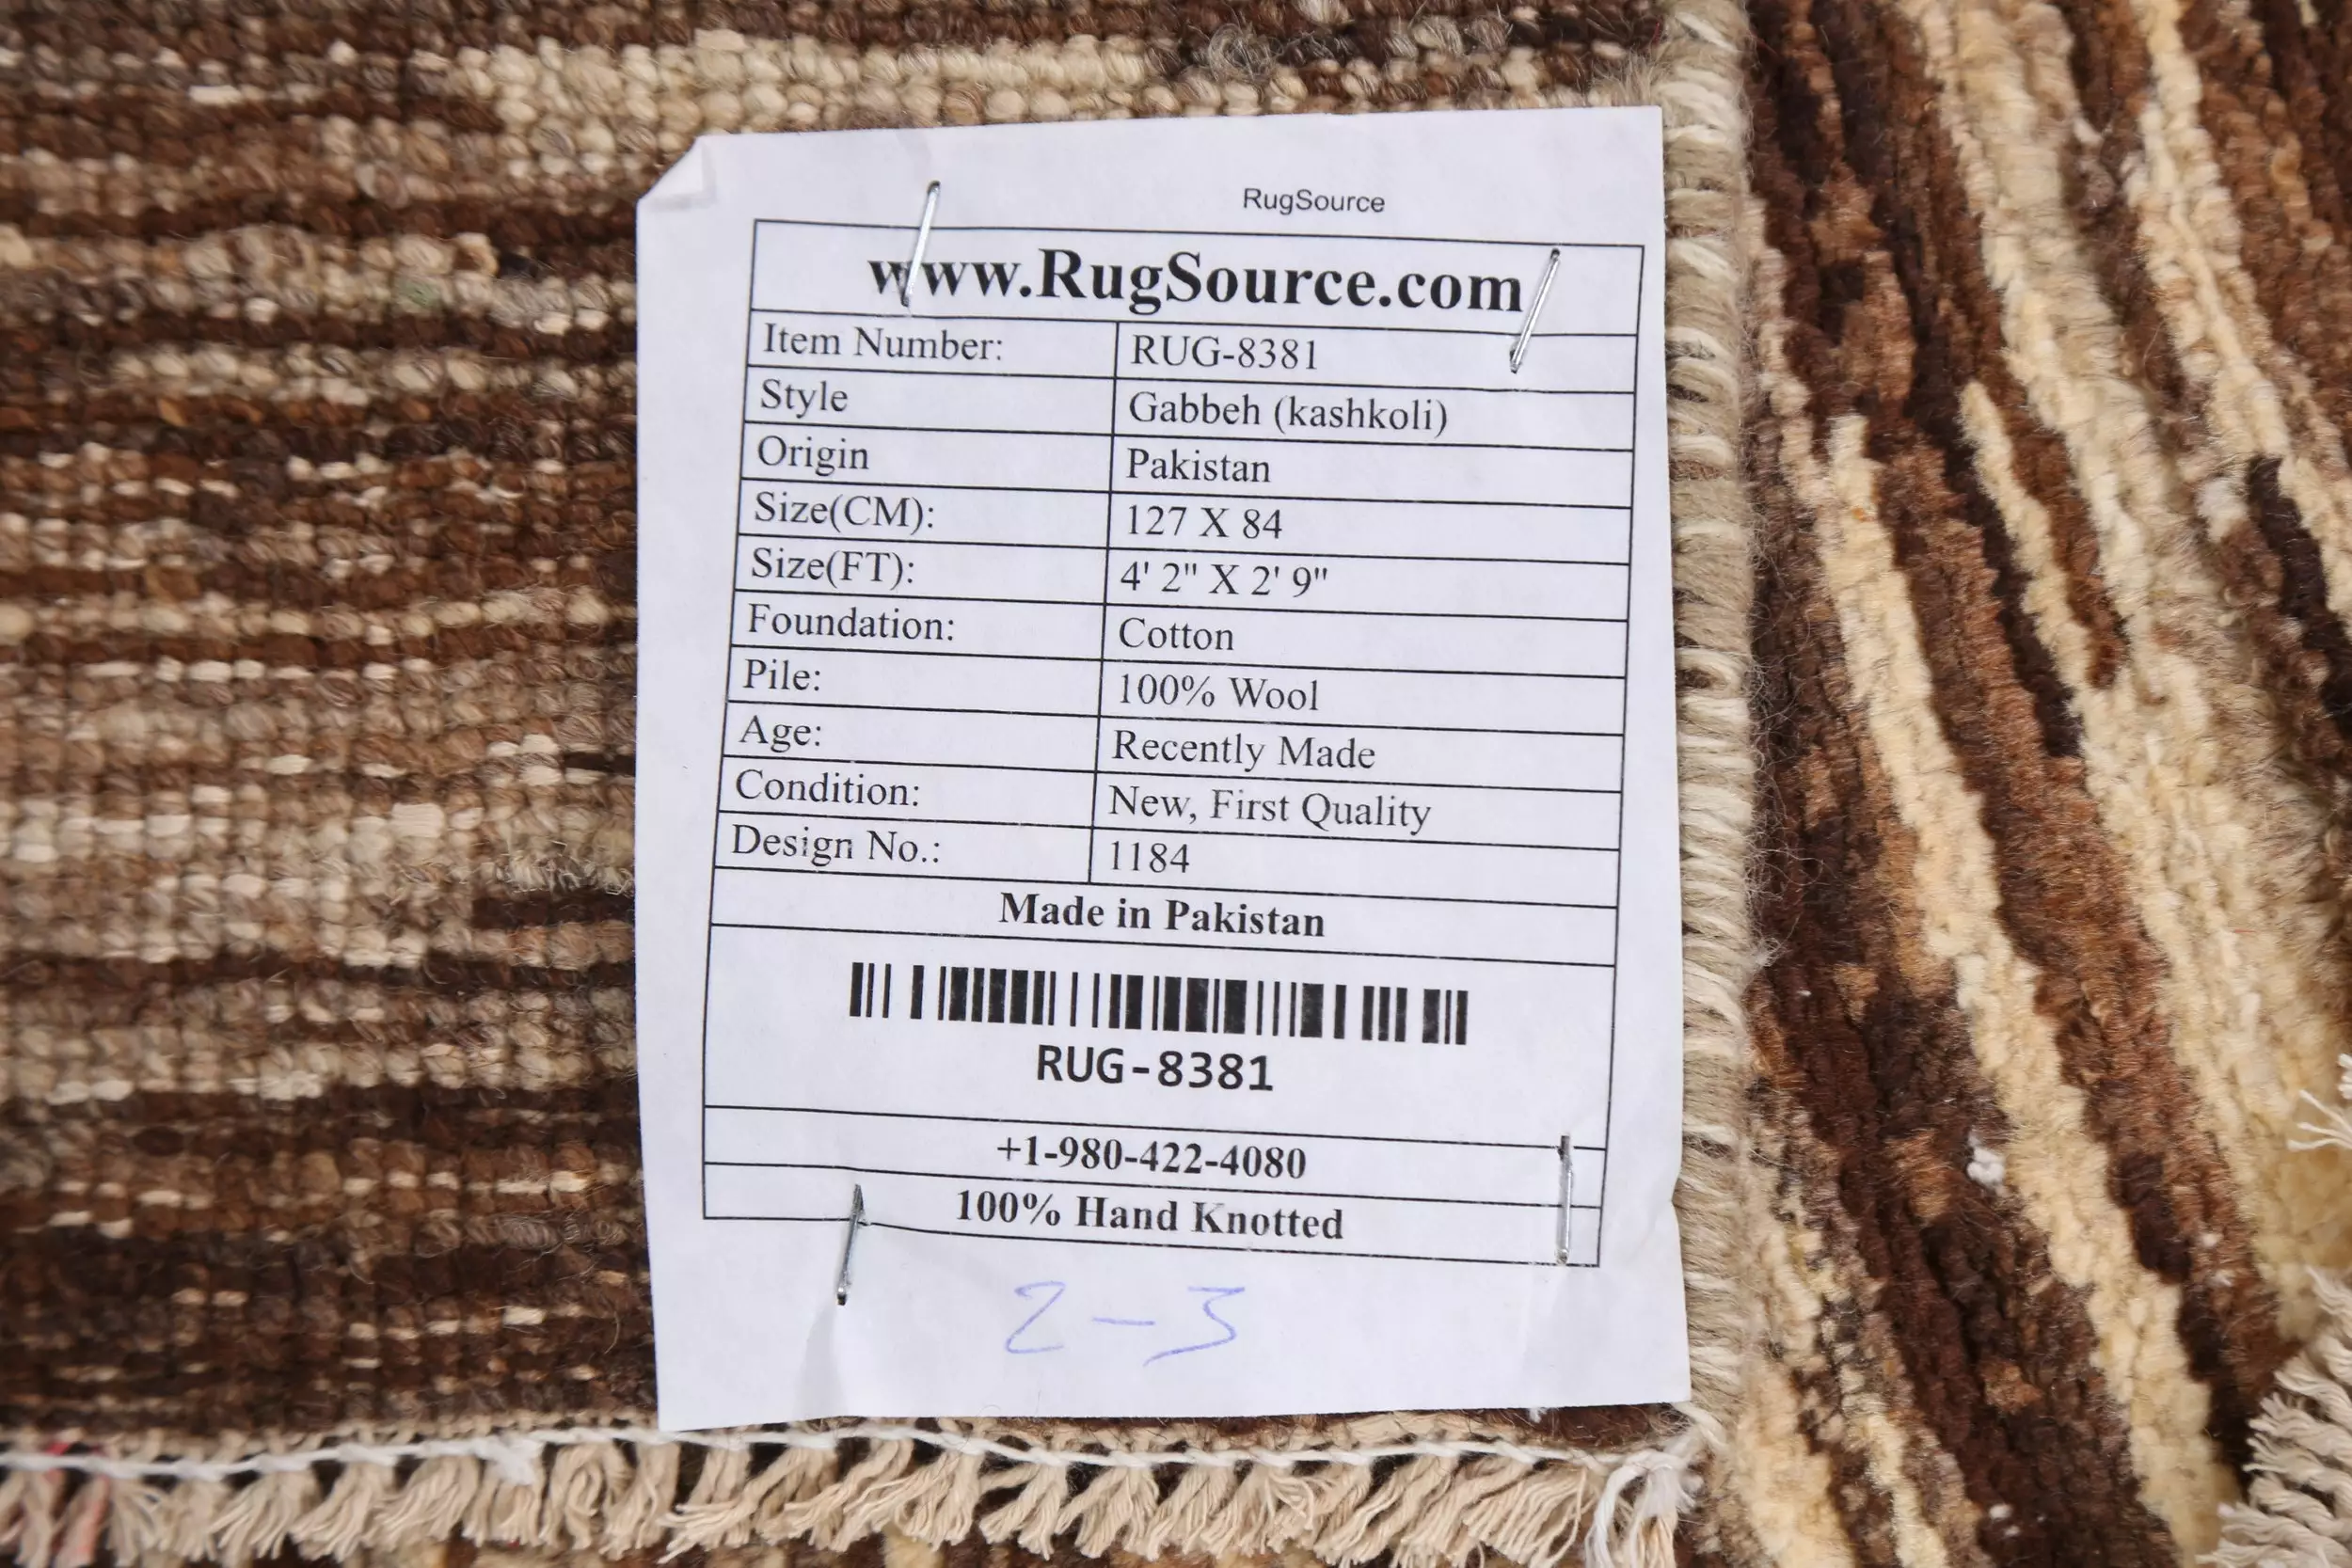 RugSource
www.RugSource.com
Item Number: RUG-8381
Style Gabbeh (kashkoli)
Origin Pakistan
Size(CM): 127 X 84
Size(FT): 4' 2" X 2' 9"
Foundation: Cotton
Pile: 100% Wool
Age: Recently Made
Condition: New, First Quality
Design No.: 1184
Made in Pakistan
RUG-8381
+1-980-422-4080
100% Hand Knotted
2-3